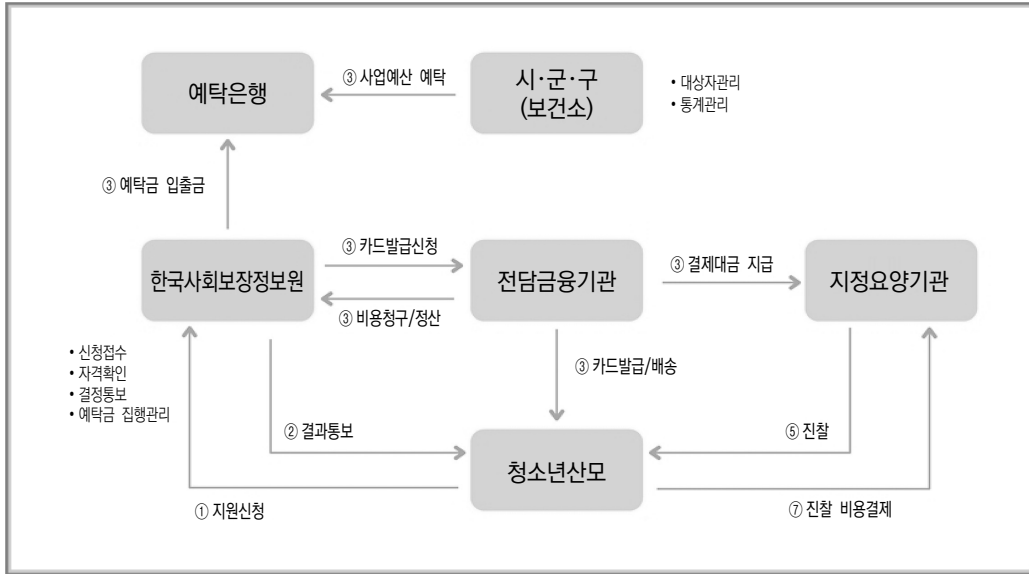 예탁은행
③ 사업예산 예탁
시·군·구
(보건소)
• 대상자관리
• 통계관리
③ 예탁금 입출금
한국사회보장정보원
③ 카드발급신청
③ 비용청구/정산
전담금융기관
③ 결제대금 지급
지정요양기관
• 신청접수
• 자격확인
• 결정통보
• 예탁금 집행관리
③ 카드발급/배송
② 결과통보
⑤ 진찰
청소년산모
① 지원신청
⑦ 진찰 비용결제